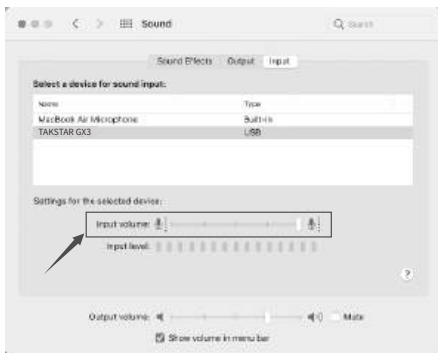 Sound
Search
Sound Effects Output Input
Select a device for sound input:
Name Type
MacBook Air Microphone Built-in
TAKSTAR GX3 USB
Settings for the selected device:
Input volume:
Input level:
?
Output volume: Mute
Show volume in menu bar